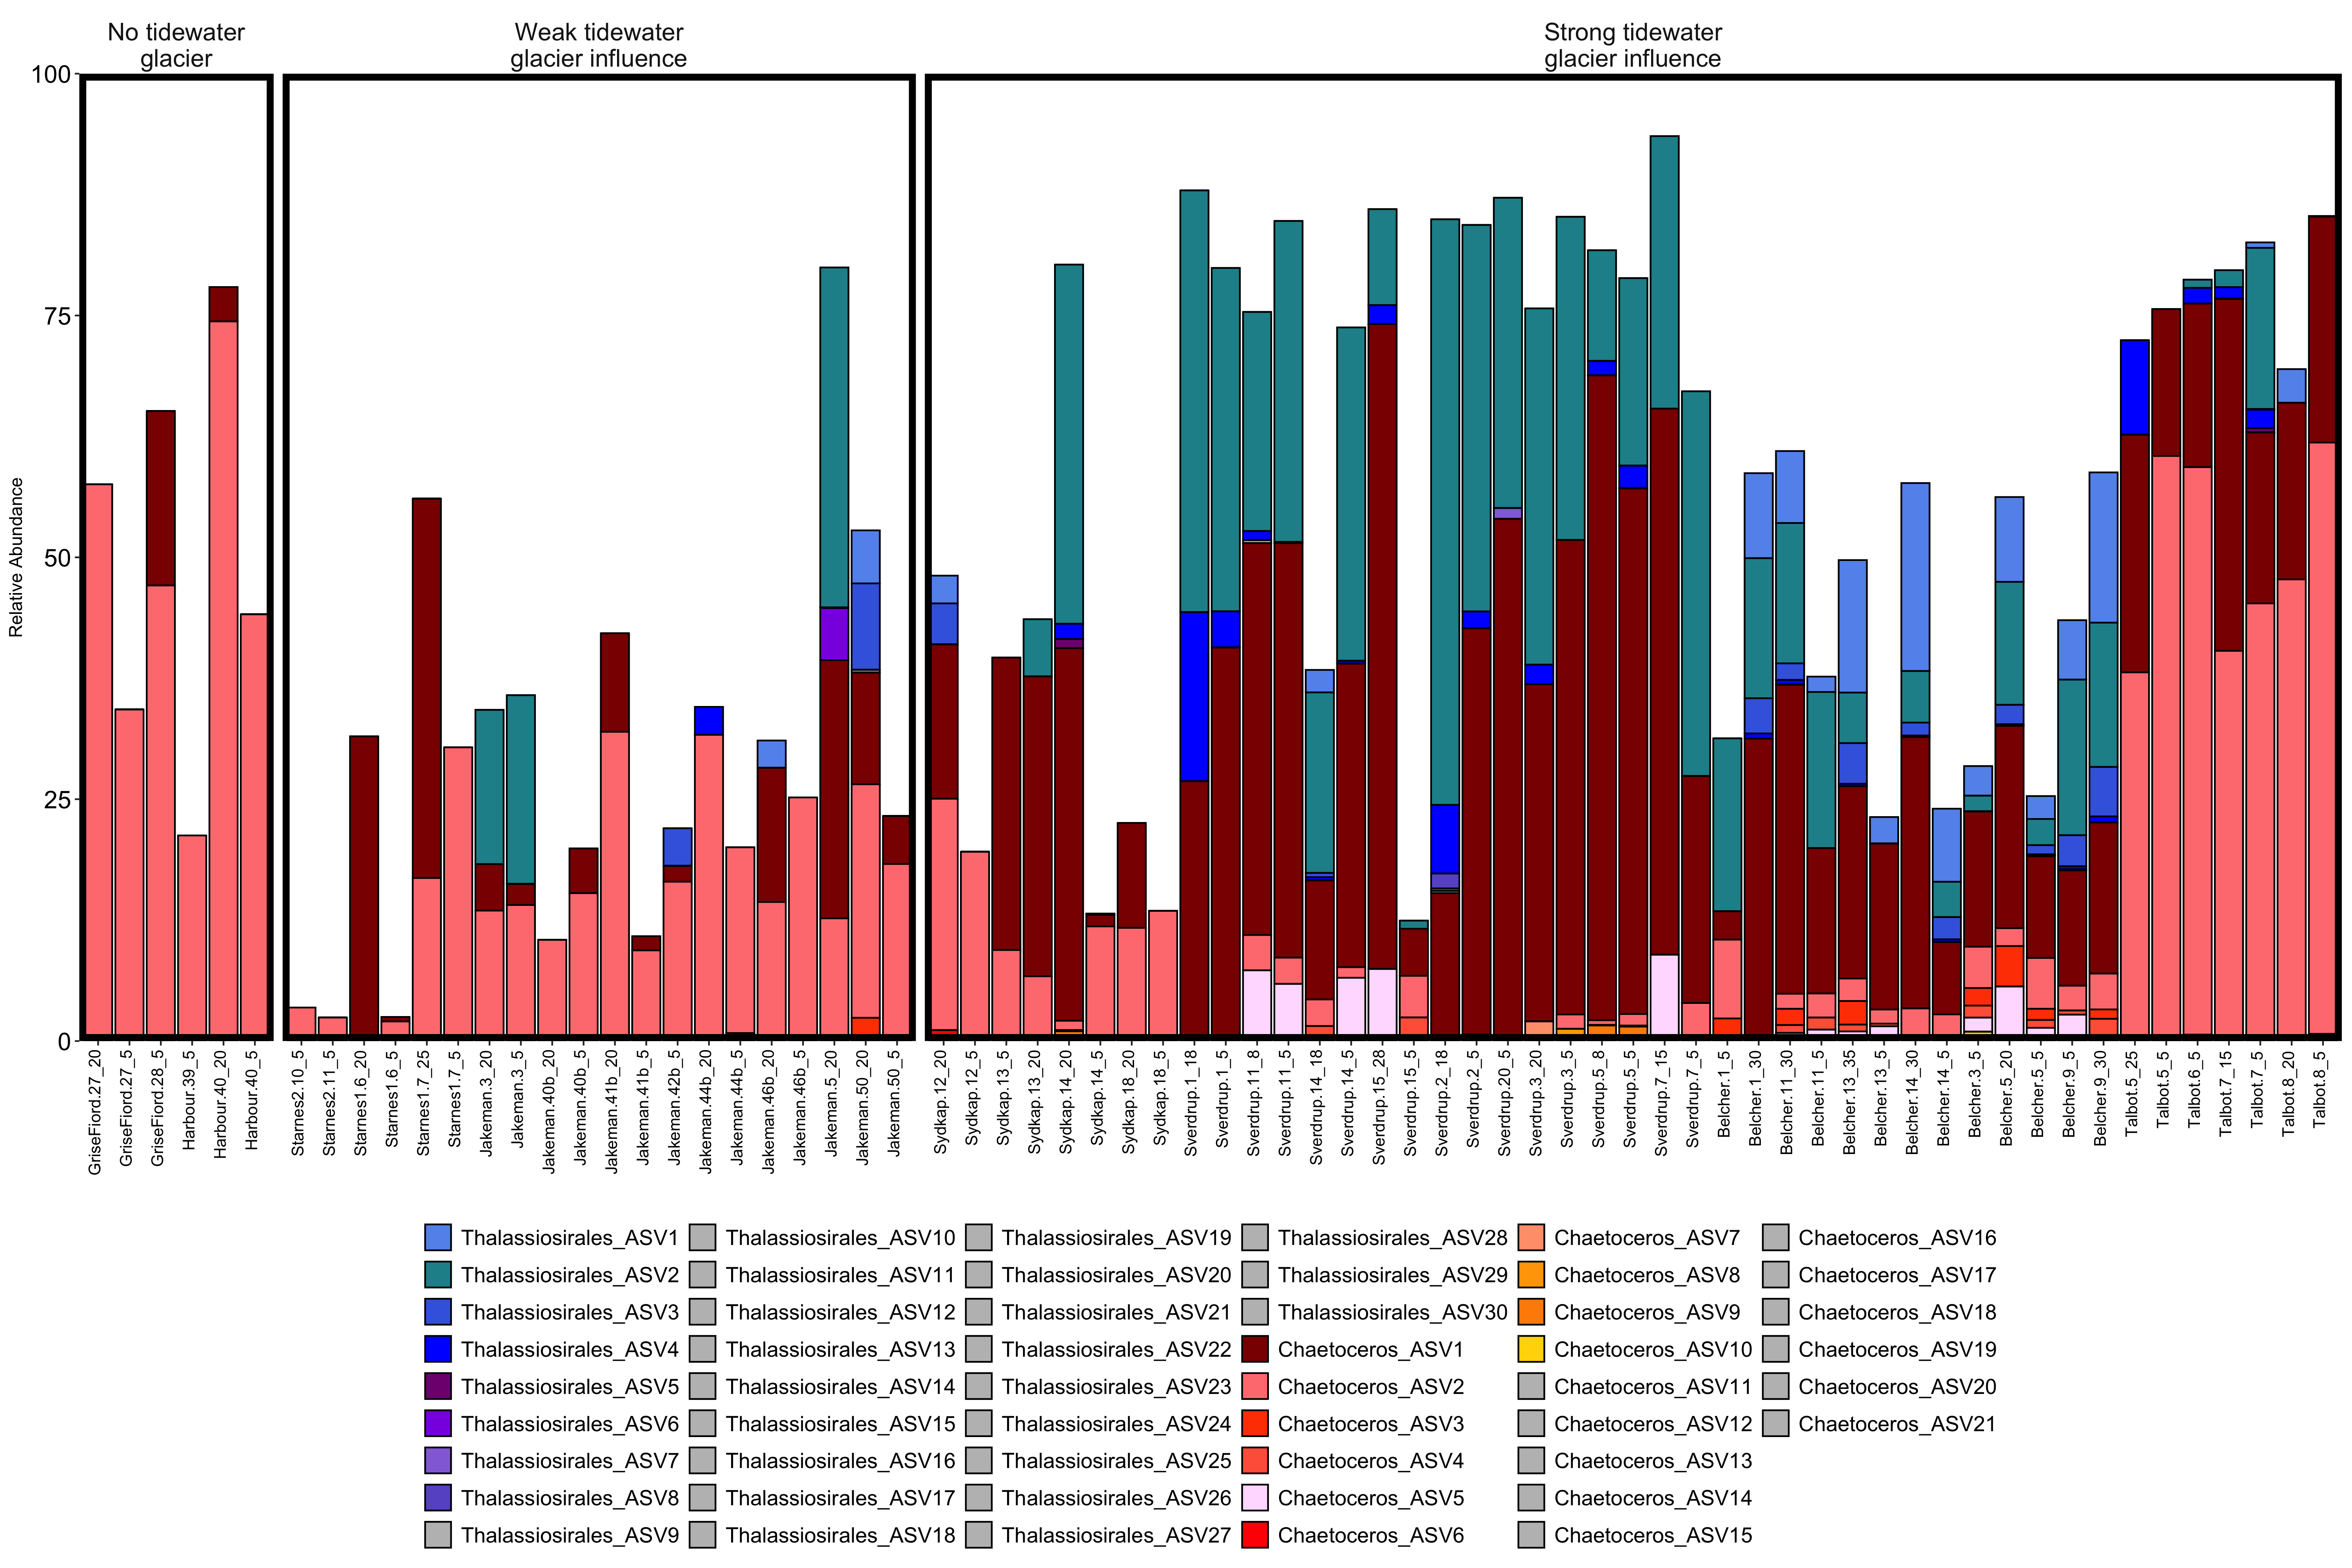 No tidewater
glacier
Weak tidewater
glacier influence
Strong tidewater
glacier influence
100
75
50
25
0
Relative Abundance
GriseFiord.27_20
GriseFiord.27_5
GriseFiord.28_5
Harbour.39_5
Harbour.40_20
Harbour.40_5
Starnes2.10_5
Starnes2.11_5
Starnes1.6_20
Starnes1.6_5
Starnes1.7_25
Starnes1.7_5
Jakeman.3_20
Jakeman.3_5
Jakeman.40b_20
Jakeman.40b_5
Jakeman.41b_20
Jakeman.41b_5
Jakeman.42b_5
Jakeman.44b_20
Jakeman.44b_5
Jakeman.46b_20
Jakeman.46b_5
Jakeman.5_20
Jakeman.50_20
Jakeman.50_5
Sydkap.12_20
Sydkap.12_5
Sydkap.13_5
Sydkap.13_20
Sydkap.14_20
Sydkap.14_5
Sydkap.18_20
Sydkap.18_5
Sverdrup.1_18
Sverdrup.1_5
Sverdrup.11_8
Sverdrup.11_5
Sverdrup.14_18
Sverdrup.14_5
Sverdrup.15_28
Sverdrup.15_5
Sverdrup.2_18
Sverdrup.2_5
Sverdrup.20_5
Sverdrup.3_20
Sverdrup.3_5
Sverdrup.5_8
Sverdrup.5_5
Sverdrup.7_15
Sverdrup.7_5
Belcher.1_5
Belcher.1_30
Belcher.11_30
Belcher.11_5
Belcher.13_35
Belcher.13_5
Belcher.14_30
Belcher.14_5
Belcher.3_5
Belcher.5_20
Belcher.5_5
Belcher.9_5
Belcher.9_30
Talbot.5_25
Talbot.5_5
Talbot.6_5
Talbot.7_15
Talbot.7_5
Talbot.8_20
Talbot.8_5
Thalassiosirales_ASV1
Thalassiosirales_ASV2
Thalassiosirales_ASV3
Thalassiosirales_ASV4
Thalassiosirales_ASV5
Thalassiosirales_ASV6
Thalassiosirales_ASV7
Thalassiosirales_ASV8
Thalassiosirales_ASV9
Thalassiosirales_ASV10
Thalassiosirales_ASV11
Thalassiosirales_ASV12
Thalassiosirales_ASV13
Thalassiosirales_ASV14
Thalassiosirales_ASV15
Thalassiosirales_ASV16
Thalassiosirales_ASV17
Thalassiosirales_ASV18
Thalassiosirales_ASV19
Thalassiosirales_ASV20
Thalassiosirales_ASV21
Thalassiosirales_ASV22
Thalassiosirales_ASV23
Thalassiosirales_ASV24
Thalassiosirales_ASV25
Thalassiosirales_ASV26
Thalassiosirales_ASV27
Thalassiosirales_ASV28
Thalassiosirales_ASV29
Thalassiosirales_ASV30
Chaetoceros_ASV1
Chaetoceros_ASV2
Chaetoceros_ASV3
Chaetoceros_ASV4
Chaetoceros_ASV5
Chaetoceros_ASV6
Chaetoceros_ASV7
Chaetoceros_ASV8
Chaetoceros_ASV9
Chaetoceros_ASV10
Chaetoceros_ASV11
Chaetoceros_ASV12
Chaetoceros_ASV13
Chaetoceros_ASV14
Chaetoceros_ASV15
Chaetoceros_ASV16
Chaetoceros_ASV17
Chaetoceros_ASV18
Chaetoceros_ASV19
Chaetoceros_ASV20
Chaetoceros_ASV21